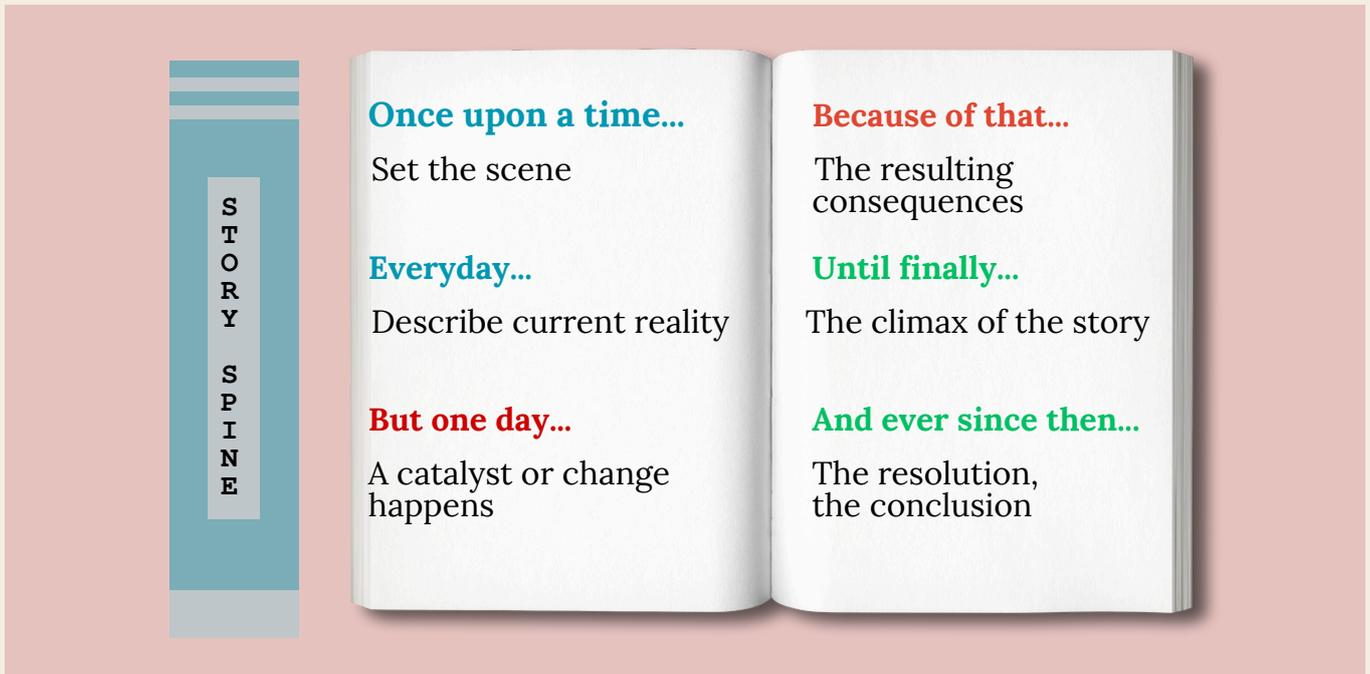 STORY SPINE
Once upon a time...
Set the scene
Everyday...
Describe current reality
But one day...
A catalyst or change
happens
Because of that...
The resulting
consequences
Until finally...
The climax of the story
And ever since then...
The resolution,
the conclusion